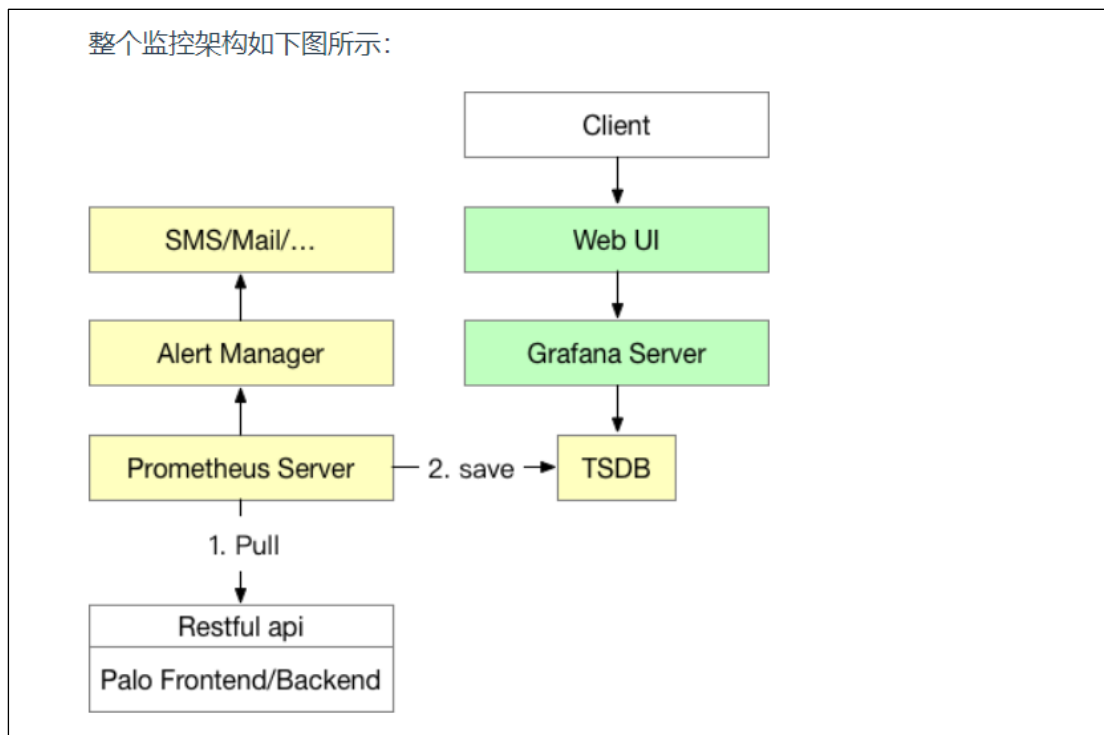 整个监控架构如下图所示：
Client
SMS/Mail/...
Web UI
Alert Manager
Grafana Server
Prometheus Server
2. save
TSDB
1. Pull
Restful api
Palo Frontend/Backend